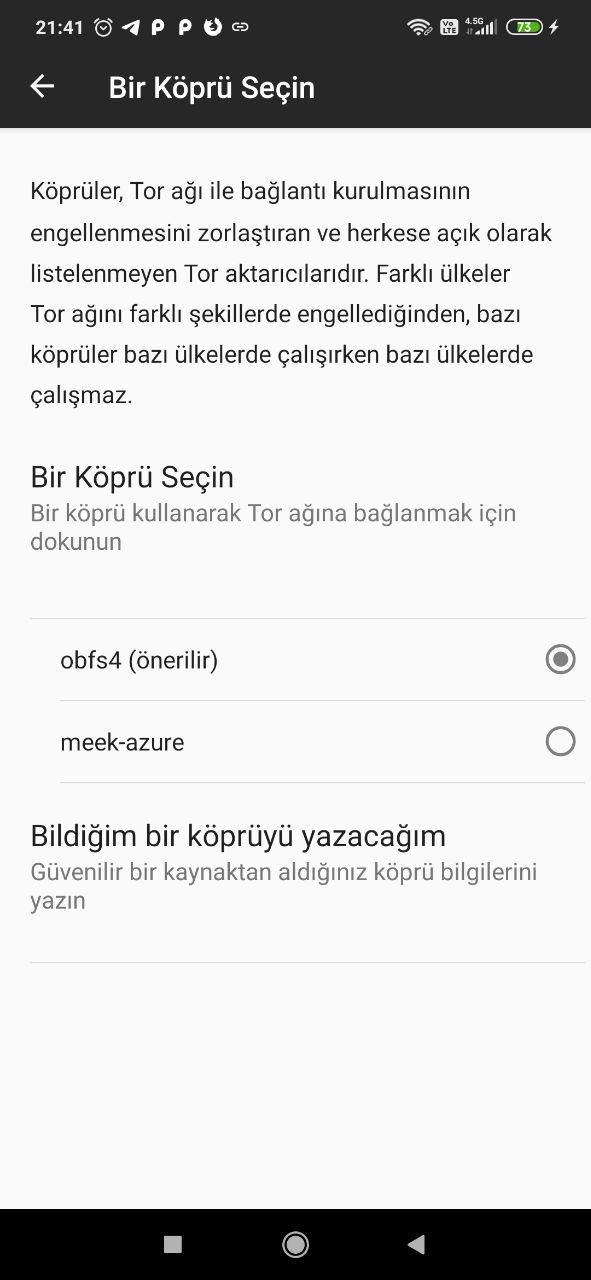 21:41
Vo LTE 4.5G 73
Bir Köprü Seçin
Köprüler, Tor ağı ile bağlantı kurulmasının
engellenmesini zorlaştıran ve herkese açık olarak
listelenmeyen Tor aktarıcılarıdır. Farklı ülkeler
Tor ağını farklı şekillerde engellediğinden, bazı
köprüler bazı ülkelerde çalışırken bazı ülkelerde
çalışmaz.
Bir Köprü Seçin
Bir köprü kullanarak Tor ağına bağlanmak için
dokunun
obfs4 (önerilir)
meek-azure
Bildiğim bir köprüyü yazacağım
Güvenilir bir kaynaktan aldığınız köprü bilgilerini
yazın